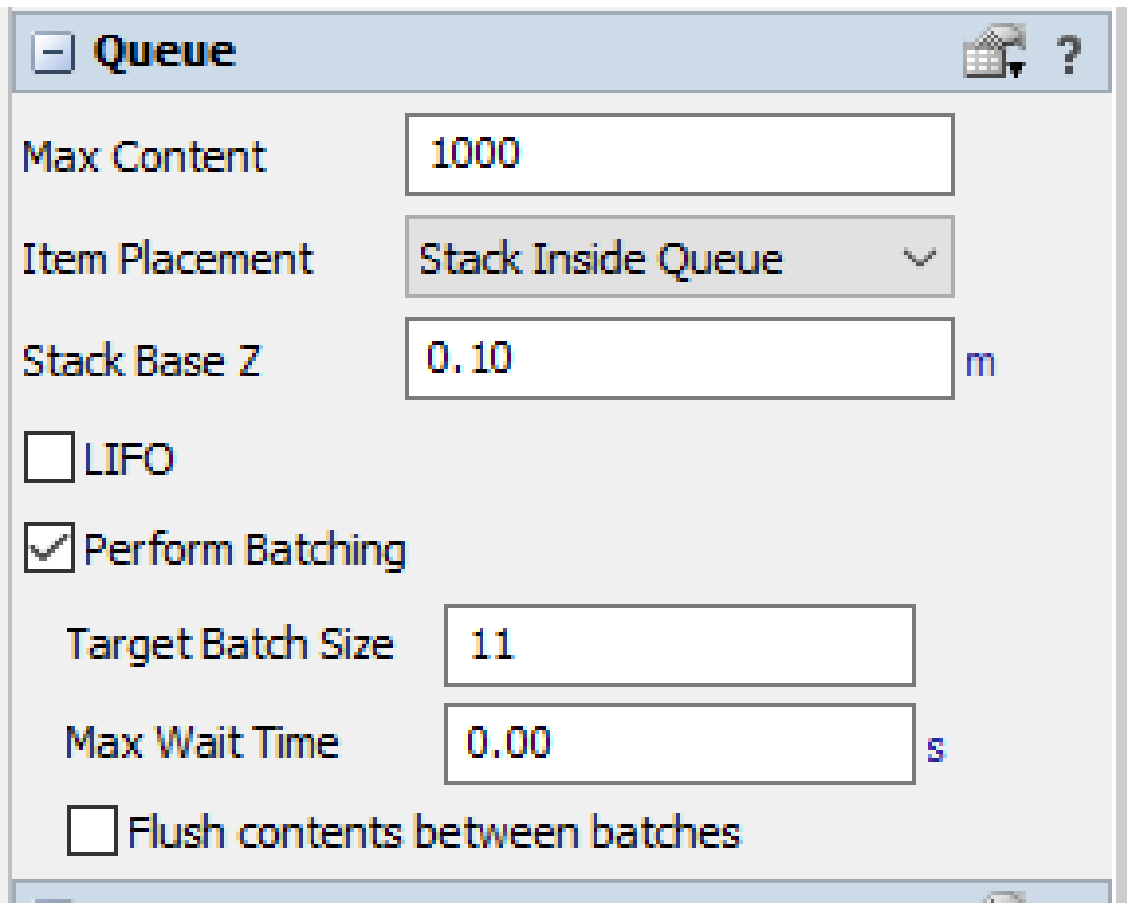 Queue ?
Max Content 1000
Item Placement Stack Inside Queue
Stack Base Z 0.10 m
LIFO
Perform Batching
Target Batch Size 11
Max Wait Time 0.00 s
Flush contents between batches